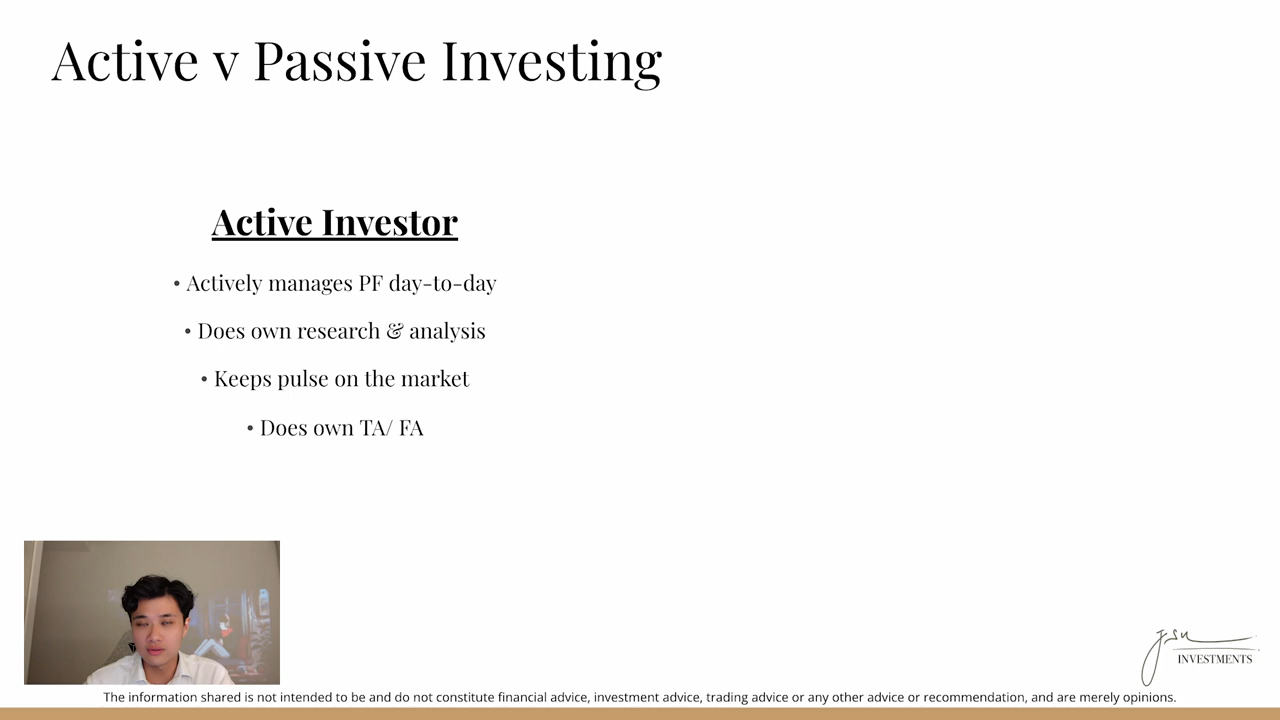 Active v Passive Investing
Active Investor
• Actively manages PF day-to-day
• Does own research & analysis
• Keeps pulse on the market
• Does own TA/ FA
jsu
INVESTMENTS
The information shared is not intended to be and do not constitute financial advice, investment advice, trading advice or any other advice or recommendation, and are merely opinions.